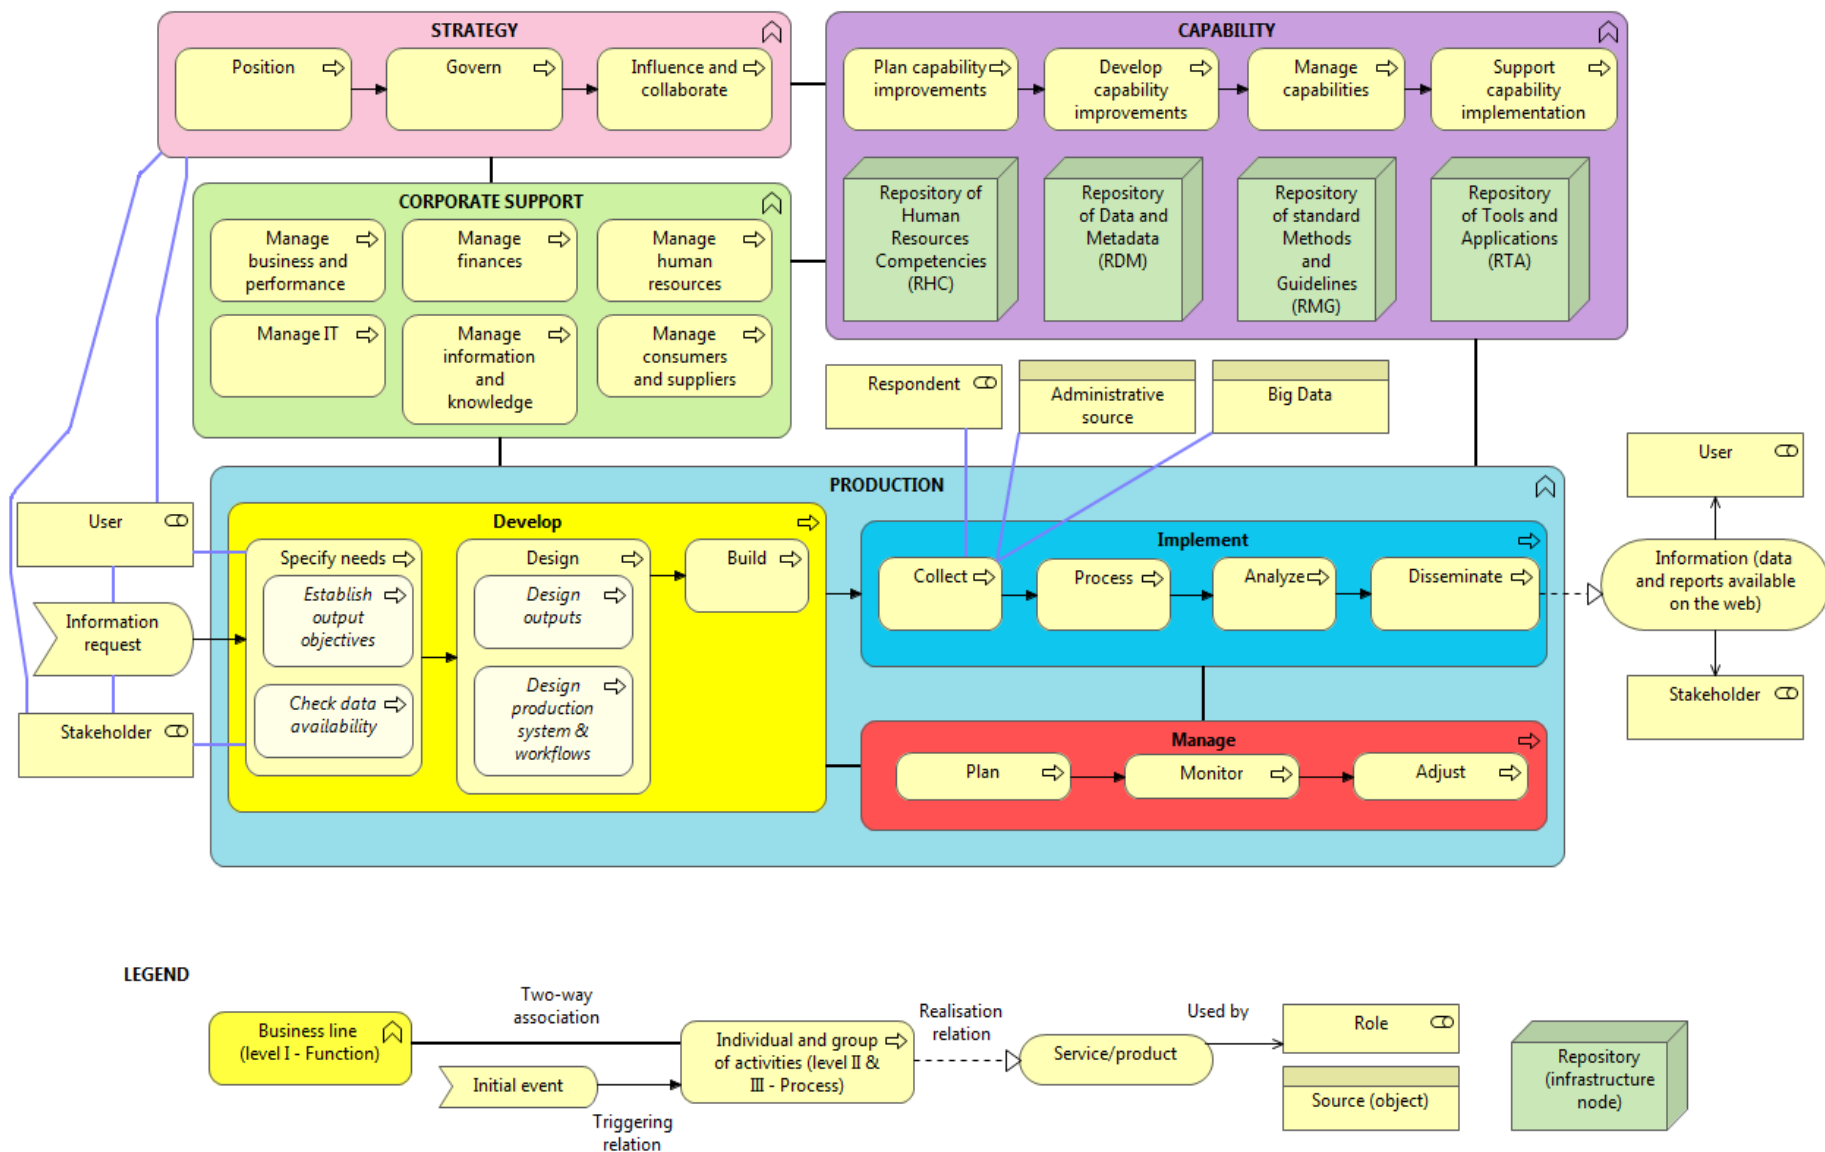 STRATEGY
Position
Govern
Influence and
collaborate
CAPABILITY
Plan capability
improvements
Develop
capability
improvements
Manage
capabilities
Support
capability
implementation
Repository of
Human
Resources
Competencies
(RHC)
Repository
of Data and
Metadata
(RDM)
Repository
of standard
Methods
and
Guidelines
(RMG)
Repository
of Tools and
Applications
(RTA)
CORPORATE SUPPORT
Manage
business and
performance
Manage
finances
Manage
human
resources
Manage IT
Manage
information
and
knowledge
Manage
consumers
and suppliers
Respondent
Administrative
source
Big Data
User
Information
request
Stakeholder
PRODUCTION
Develop
Specify needs
Establish
output
objectives
Check data
availability
Design
Design
outputs
Design
production
system &
workflows
Build
Implement
Collect
Process
Analyze
Disseminate
Manage
Plan
Monitor
Adjust
User
Information (data
and reports available
on the web)
Stakeholder
LEGEND
Business line
(level I - Function)
Two-way
association
Initial event
Triggering
relation
Individual and group
of activities (level II &
III - Process)
Realisation
relation
Service/product
Used by
Role
Source (object)
Repository
(infrastructure
node)